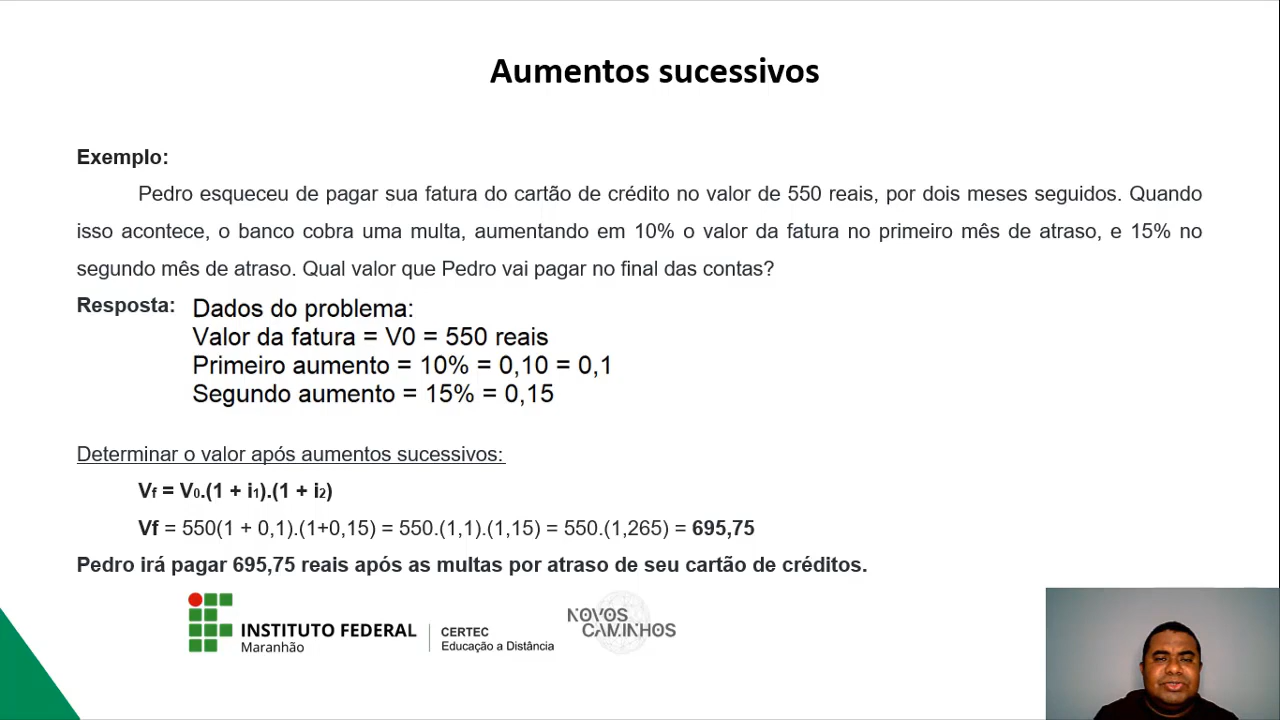 Aumentos sucessivos
Exemplo:
Pedro esqueceu de pagar sua fatura do cartão de crédito no valor de 550 reais, por dois meses seguidos. Quando
isso acontece, o banco cobra uma multa, aumentando em 10% o valor da fatura no primeiro mês de atraso, e 15% no
segundo mês de atraso. Qual valor que Pedro vai pagar no final das contas?
Resposta: Dados do problema:
Valor da fatura = V0 = 550 reais
Primeiro aumento = 10% = 0,10 = 0,1
Segundo aumento = 15% = 0,15
Determinar o valor após aumentos sucessivos:
Vf = V0.(1 + i1).(1 + i2)
Vf = 550(1 + 0,1).(1+0,15) = 550.(1,1).(1,15) = 550.(1,265) = 695,75
Pedro irá pagar 695,75 reais após as multas por atraso de seu cartão de créditos.
INSTITUTO FEDERAL
Maranhão
CERTEC
Educação a Distância
NOVOS
CAMINHOS